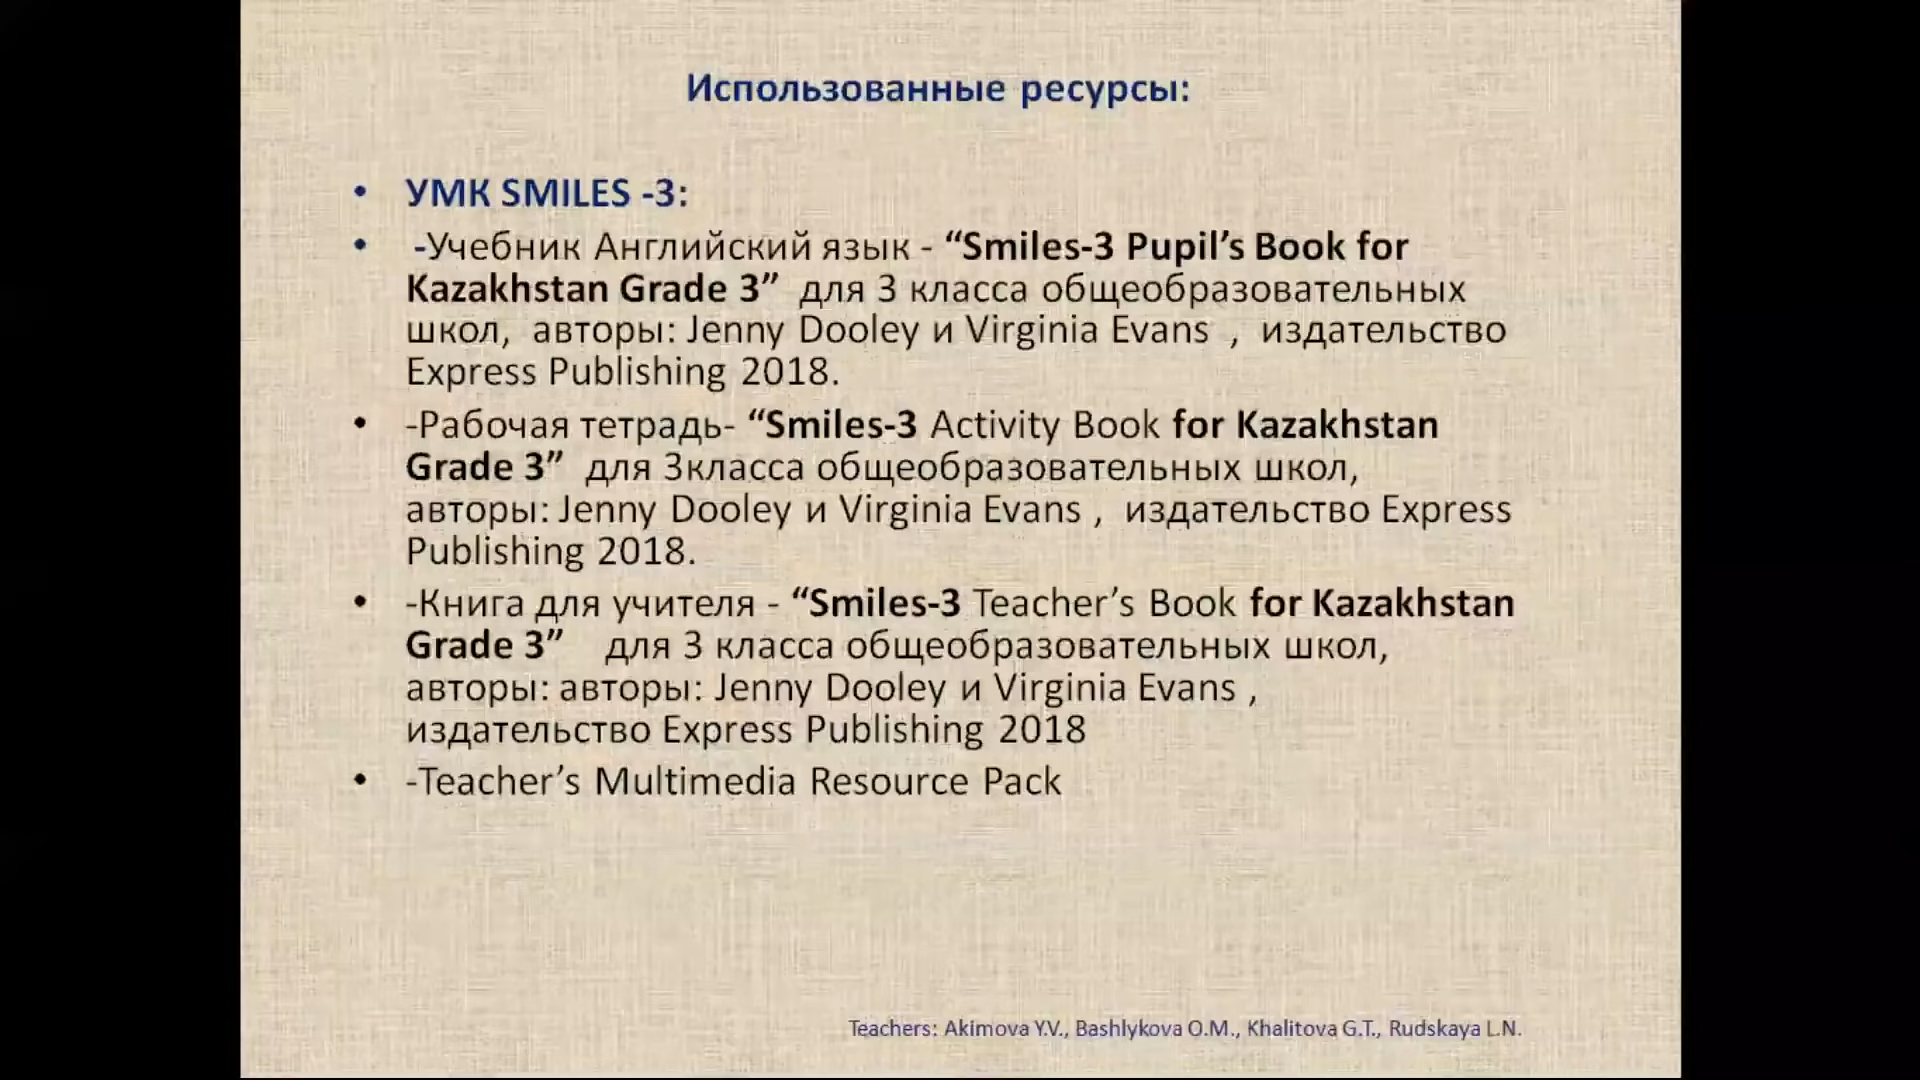 Использованные ресурсы:
• УМК SMILES -3:
• -Учебник Английский язык - “Smiles-3 Pupil’s Book for
Kazakhstan Grade 3” для 3 класса общеобразовательных
школ, авторы: Jenny Dooley и Virginia Evans , издательство
Express Publishing 2018.
• -Рабочая тетрадь- “Smiles-3 Activity Book for Kazakhstan
Grade 3” для 3класса общеобразовательных школ,
авторы: Jenny Dooley и Virginia Evans , издательство Express
Publishing 2018.
• -Книга для учителя - “Smiles-3 Teacher’s Book for Kazakhstan
Grade 3” для 3 класса общеобразовательных школ,
авторы: авторы: Jenny Dooley и Virginia Evans ,
издательство Express Publishing 2018
• -Teacher’s Multimedia Resource Pack
Teachers: Akimova Y.V., Bashlykova O.M., Khalitova G.T., Rudskaya L.N.